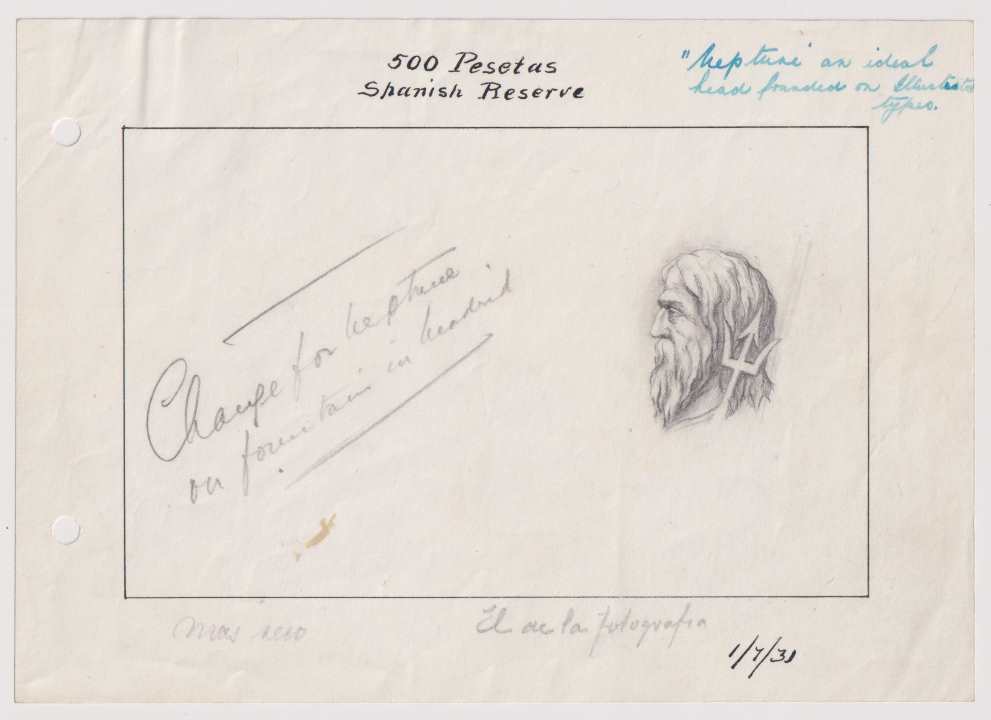 500 Pesetas
Spanish Reserve
"Neptune" an ideal
head founded on illustrated
types.
Change for Neptune
on fountain in Madrid
mas
El de la fotografia
1/7/31